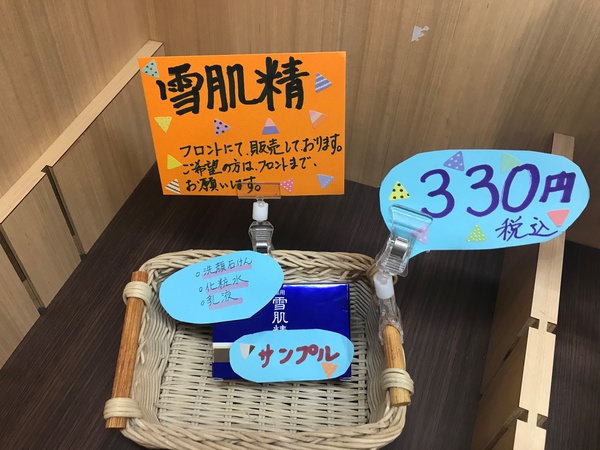 雪肌精
フロントにて、販売しております。
ご希望の方は、フロントまで、
お願いします。
330円
税込
○洗顔石けん
○化粧水
○乳液
雪肌精
サンプル